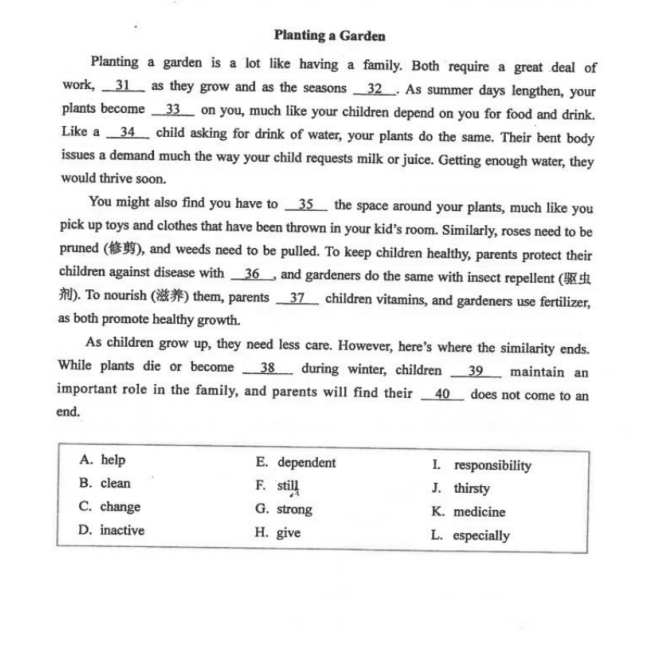 Planting a Garden
Planting a garden is a lot like having a family. Both require a great deal of
work, 31 as they grow and as the seasons 32 . As summer days lengthen, your
plants become 33 on you, much like your children depend on you for food and drink.
Like a 34 child asking for drink of water, your plants do the same. Their bent body
issues a demand much the way your child requests milk or juice. Getting enough water, they
would thrive soon.
You might also find you have to 35 the space around your plants, much like you
pick up toys and clothes that have been thrown in your kid's room. Similarly, roses need to be
pruned (修剪), and weeds need to be pulled. To keep children healthy, parents protect their
children against disease with 36 , and gardeners do the same with insect repellent (驱虫
剂). To nourish (滋养) them, parents 37 children vitamins, and gardeners use fertilizer,
as both promote healthy growth.
As children grow up, they need less care. However, here's where the similarity ends.
While plants die or become 38 during winter, children 39 maintain an
important role in the family, and parents will find their 40 does not come to an
end.
A. help E. dependent I. responsibility
B. clean F. still J. thirsty
C. change G. strong K. medicine
D. inactive H. give L. especially